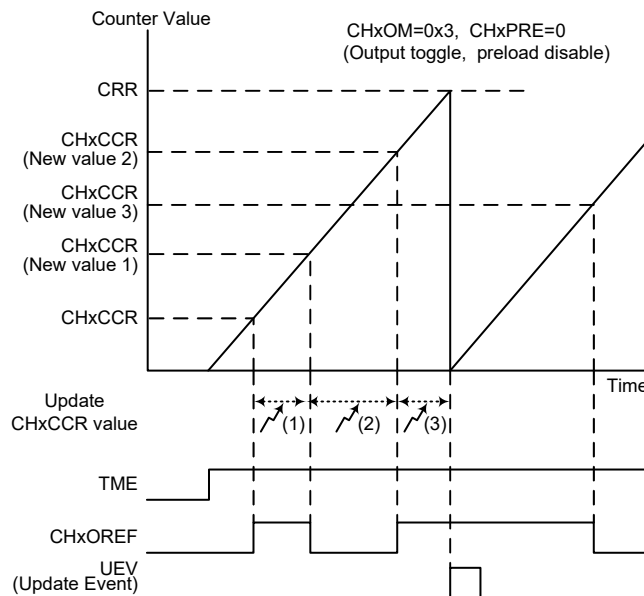 Counter Value
CHxOM=0x3, CHxPRE=0
(Output toggle, preload disable)
CRR
CHxCCR
(New value 2)
CHxCCR
(New value 3)
CHxCCR
(New value 1)
CHxCCR
Time
Update
CHxCCR value
(1)
(2)
(3)
TME
CHxOREF
UEV
(Update Event)